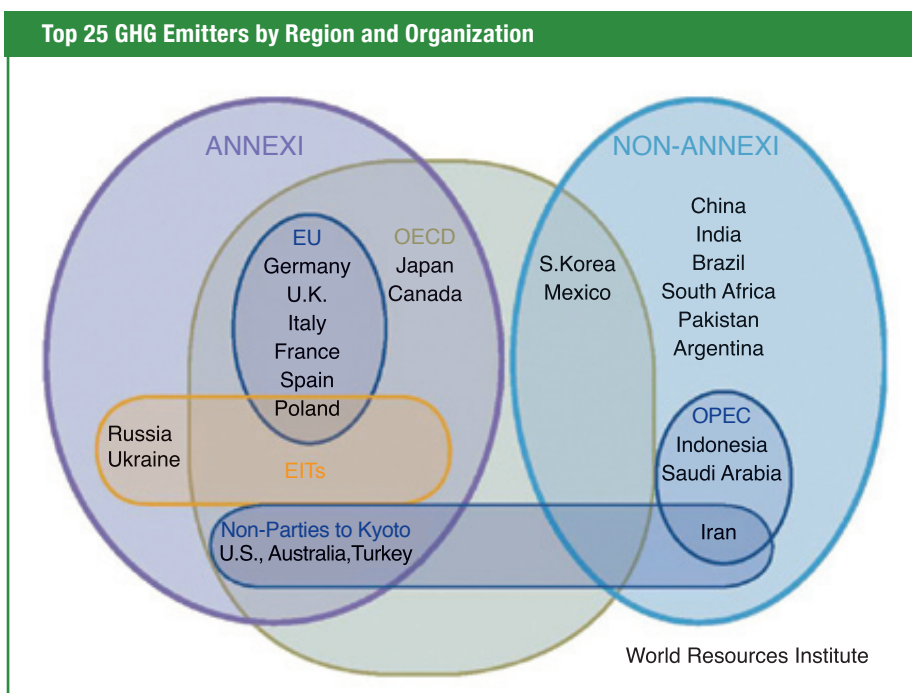 Top 25 GHG Emitters by Region and Organization
ANNEXI
NON-ANNEXI
EU
Germany
U.K.
Italy
France
Spain
Poland
OECD
Japan
Canada
S.Korea
Mexico
China
India
Brazil
South Africa
Pakistan
Argentina
OPEC
Indonesia
Saudi Arabia
Iran
Russia
Ukraine
EITs
Non-Parties to Kyoto
U.S., Australia,Turkey
World Resources Institute